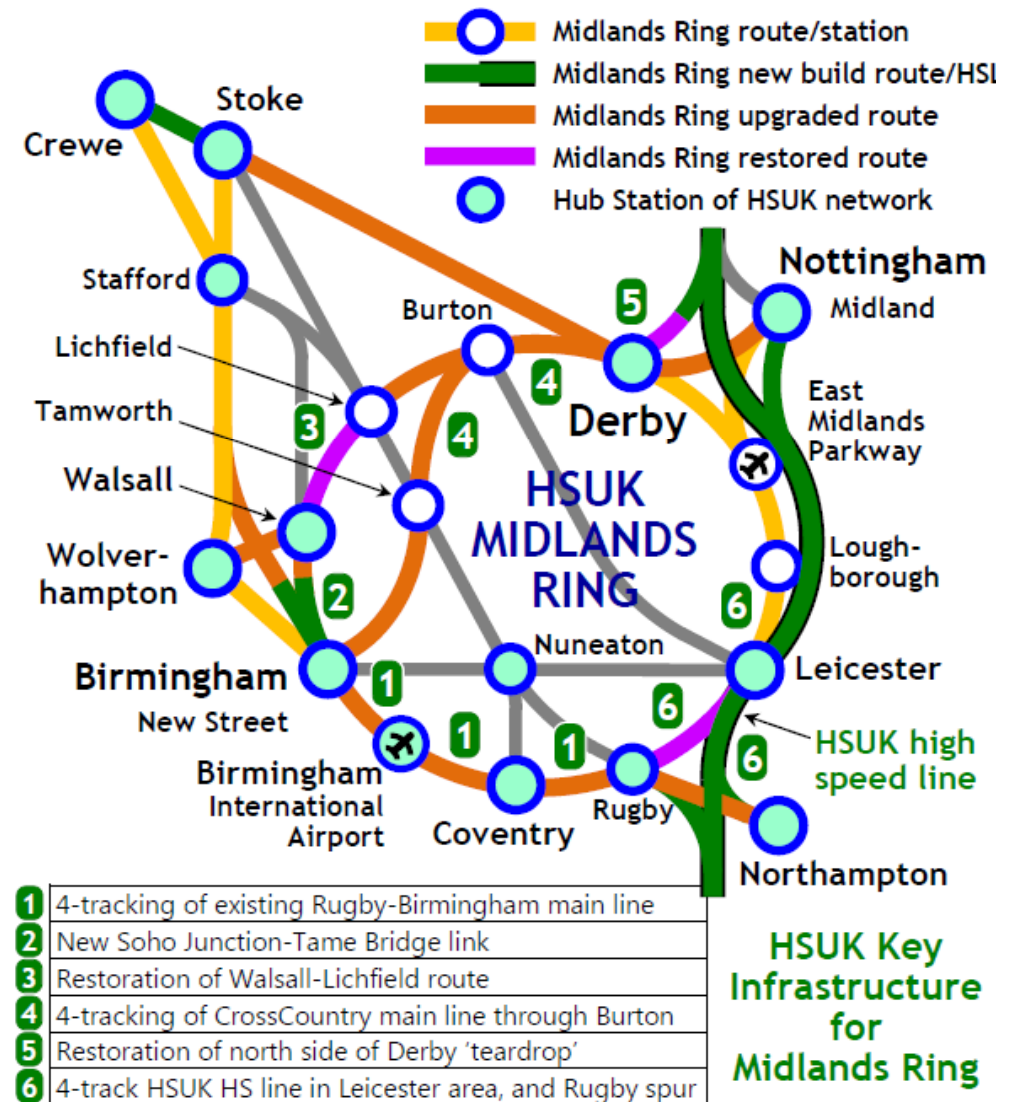 Midlands Ring route/station
Midlands Ring new build route/HSL
Midlands Ring upgraded route
Midlands Ring restored route
Hub Station of HSUK network
Stoke
Crewe
Stafford
Burton
Lichfield
Tamworth
Walsall
Wolver-
hampton
Nottingham
Midland
5
4
3
4
Derby
East
Midlands
Parkway
HSUK
MIDLANDS
RING
Lough-
borough
2
6
Nuneaton
Birmingham
New Street
1
Leicester
1
1
6
6
HSUK high
speed line
Birmingham
International
Airport
Coventry
Rugby
Northampton
1 4-tracking of existing Rugby-Birmingham main line
2 New Soho Junction-Tame Bridge link
3 Restoration of Walsall-Lichfield route
4 4-tracking of CrossCountry main line through Burton
5 Restoration of north side of Derby ‘teardrop’
6 4-track HSUK HS line in Leicester area, and Rugby spur
HSUK Key
Infrastructure
for
Midlands Ring